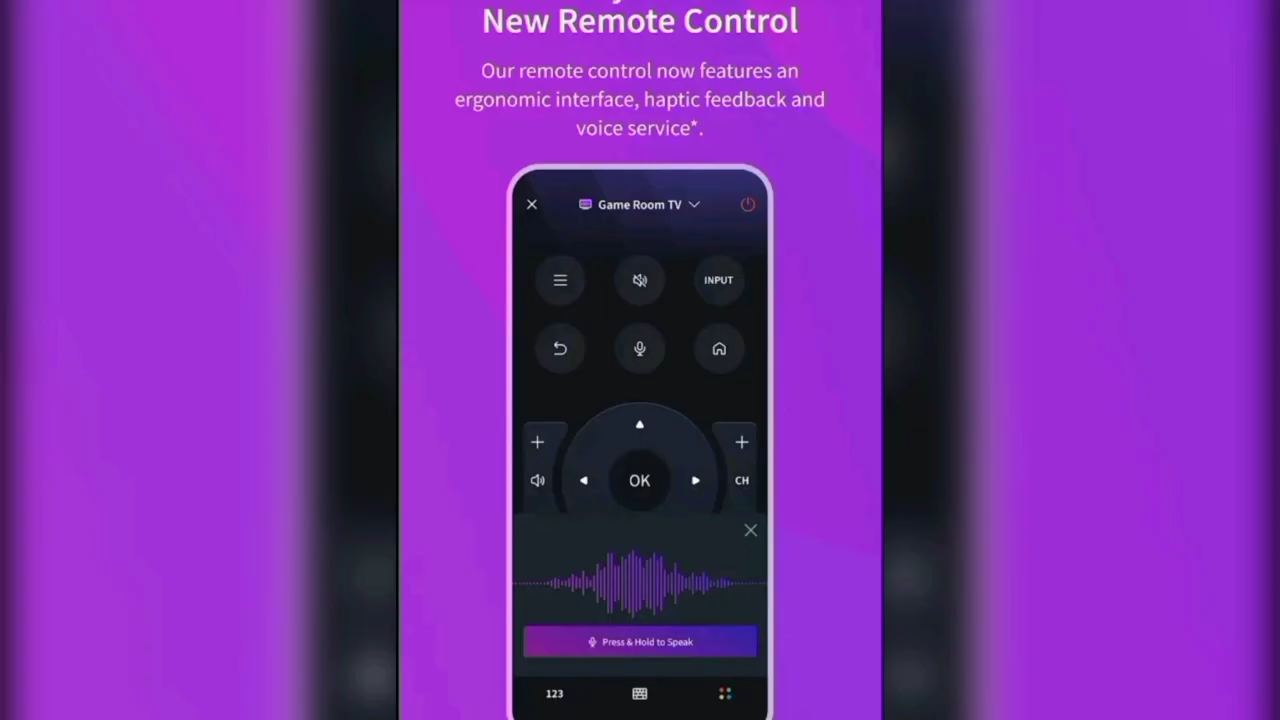 New Remote Control
Our remote control now features an
ergonomic interface, haptic feedback and
voice service*.
Game Room TV
INPUT
OK
CH
Press & Hold to Speak
123